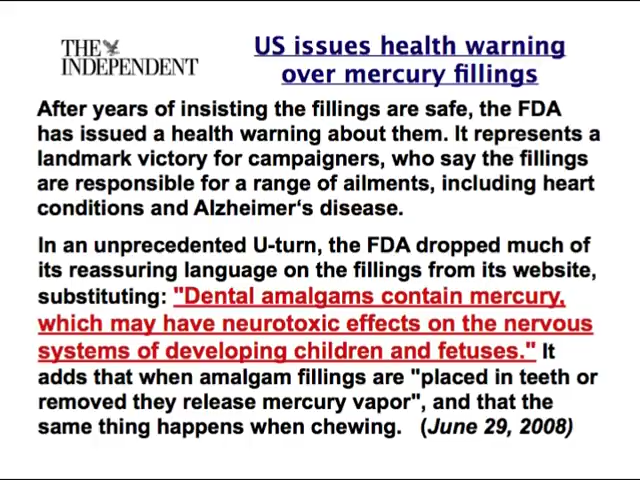 THE
INDEPENDENT
US issues health warning
over mercury fillings
After years of insisting the fillings are safe, the FDA
has issued a health warning about them. It represents a
landmark victory for campaigners, who say the fillings
are responsible for a range of ailments, including heart
conditions and Alzheimer‘s disease.
In an unprecedented U-turn, the FDA dropped much of
its reassuring language on the fillings from its website,
substituting: "Dental amalgams contain mercury,
which may have neurotoxic effects on the nervous
systems of developing children and fetuses." It
adds that when amalgam fillings are "placed in teeth or
removed they release mercury vapor", and that the
same thing happens when chewing. (June 29, 2008)